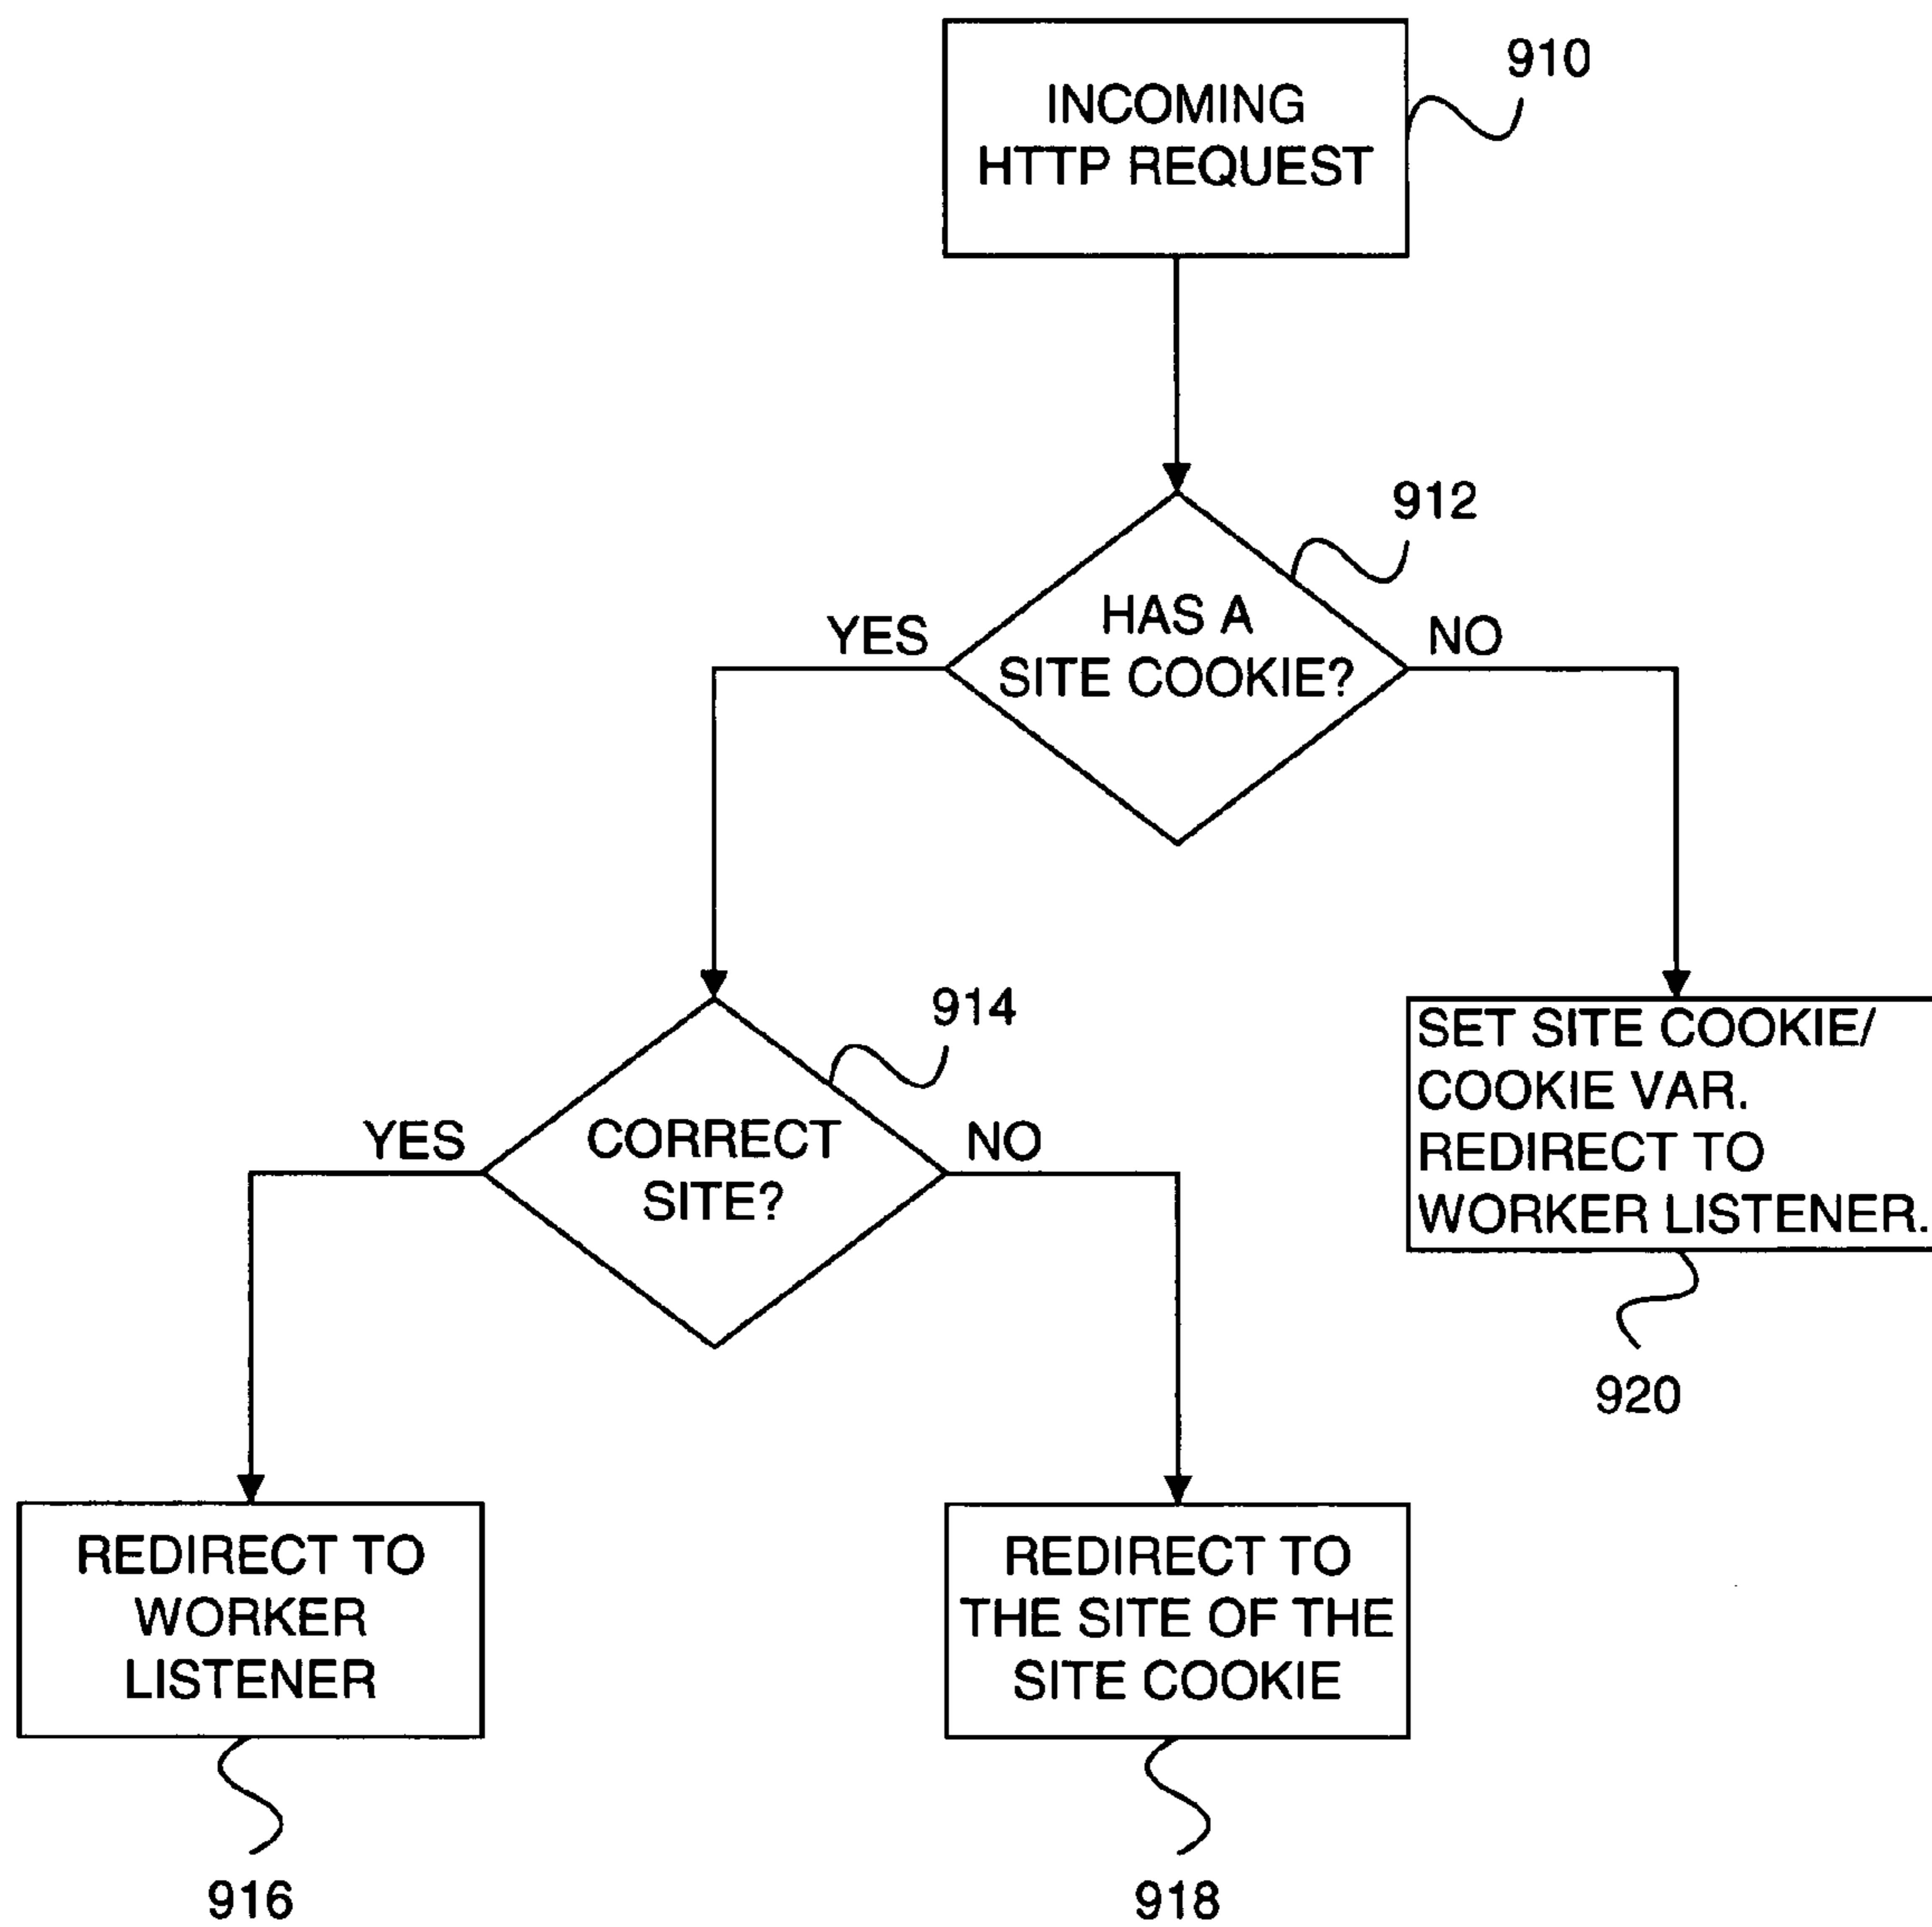 910
INCOMING
HTTP REQUEST
912
HAS A
SITE COOKIE?
YES
NO
914
CORRECT
SITE?
YES
NO
SET SITE COOKIE/
COOKIE VAR.
REDIRECT TO
WORKER LISTENER.
920
REDIRECT TO
WORKER
LISTENER
REDIRECT TO
THE SITE OF THE
SITE COOKIE
916
918